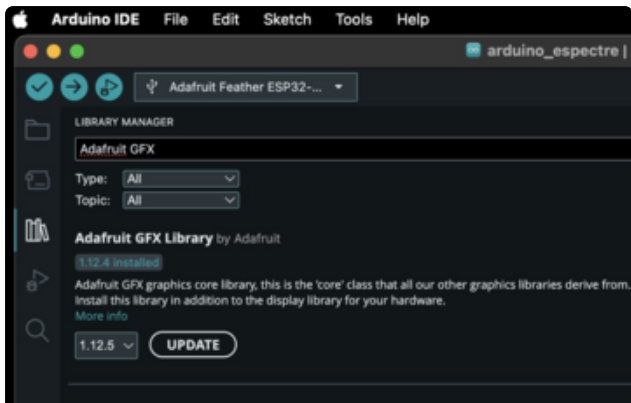 Arduino IDE File Edit Sketch Tools Help
arduino_espectre |
Adafruit Feather ESP32-...
LIBRARY MANAGER
Adafruit GFX
Type: All
Topic: All
Adafruit GFX Library by Adafruit
1.12.4 installed
Adafruit GFX graphics core library, this is the 'core' class that all our other graphics libraries derive from.
Install this library in addition to the display library for your hardware.
More info
1.12.5 UPDATE